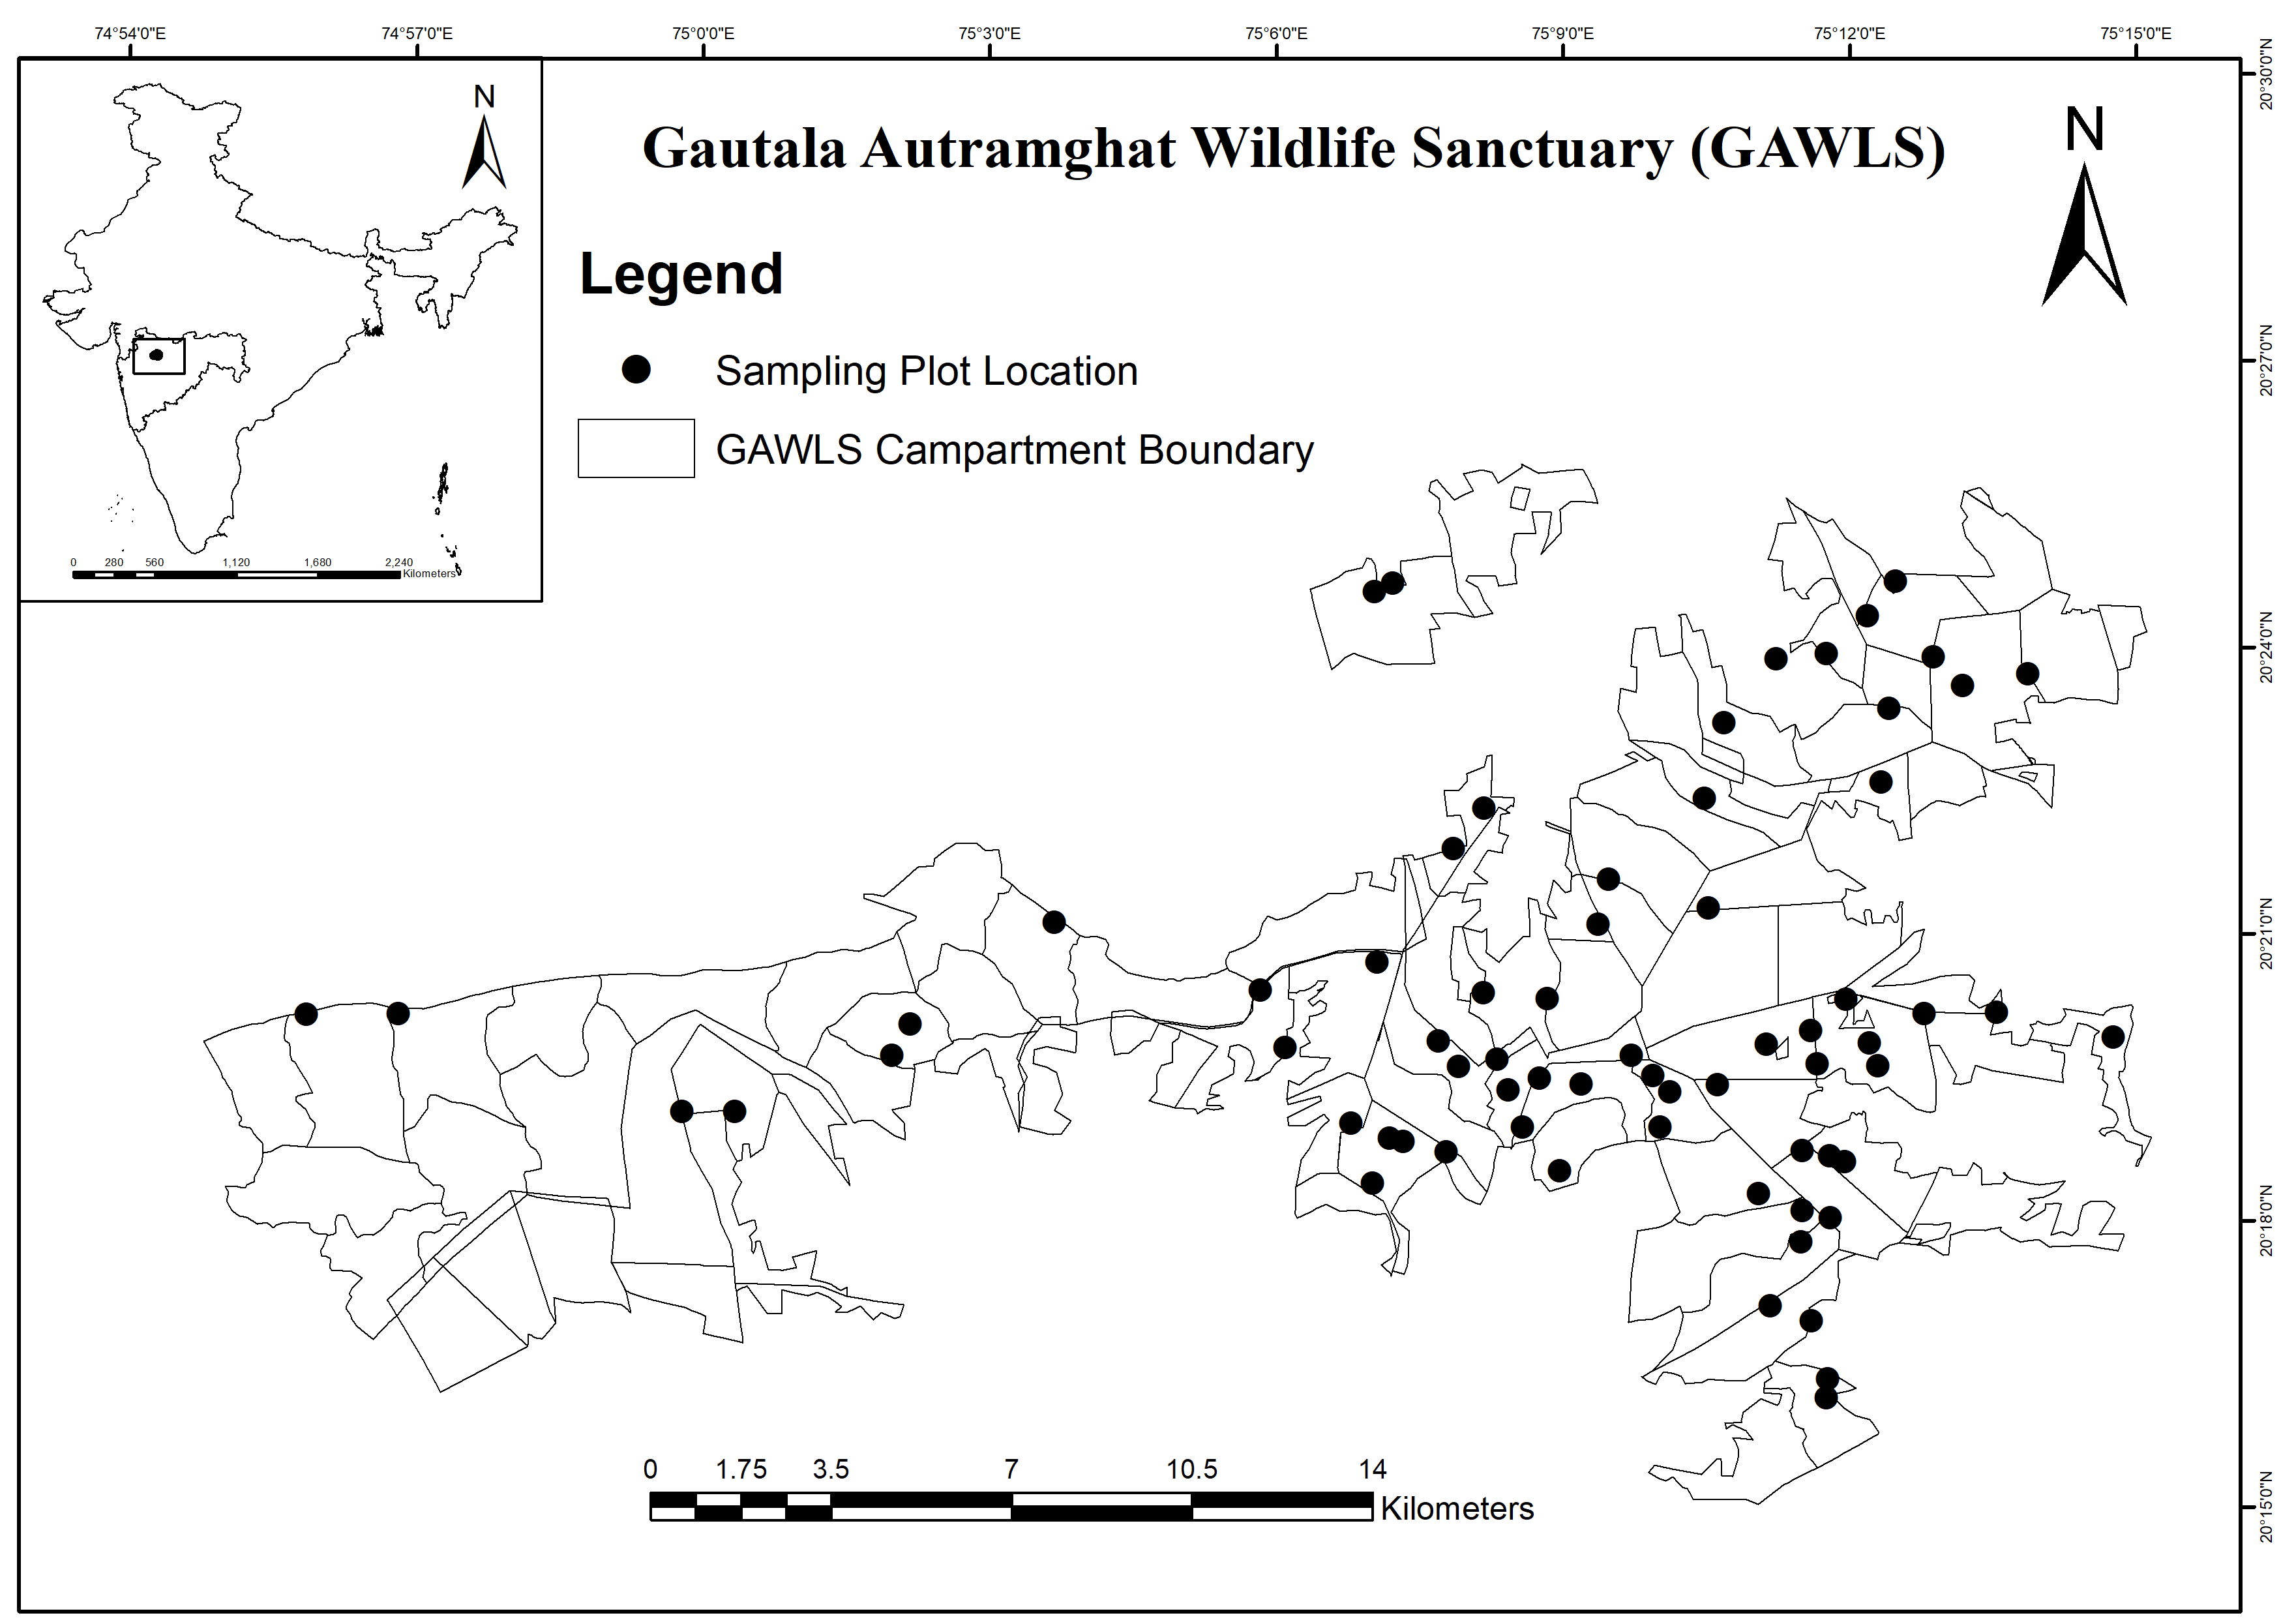 74°54'0"E 74°57'0"E 75°0'0"E 75°3'0"E 75°6'0"E 75°9'0"E 75°12'0"E 75°15'0"E
20°30'0"N
20°27'0"N
20°24'0"N
20°21'0"N
20°18'0"N
20°15'0"N
N
0 280 560 1,120 1,680 2,240
Kilometers
Gautala Autramghat Wildlife Sanctuary (GAWLS)
N
Legend
Sampling Plot Location
GAWLS Campartment Boundary
0 1.75 3.5 7 10.5 14
Kilometers